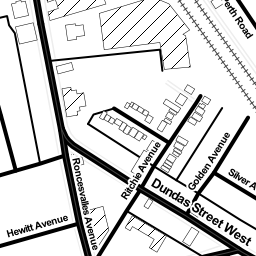 erth Road
Roncesvalles Avenue
Ritchie Avenue
Golden Avenue
Silver A
Dundas Street West
Hewitt Avenue